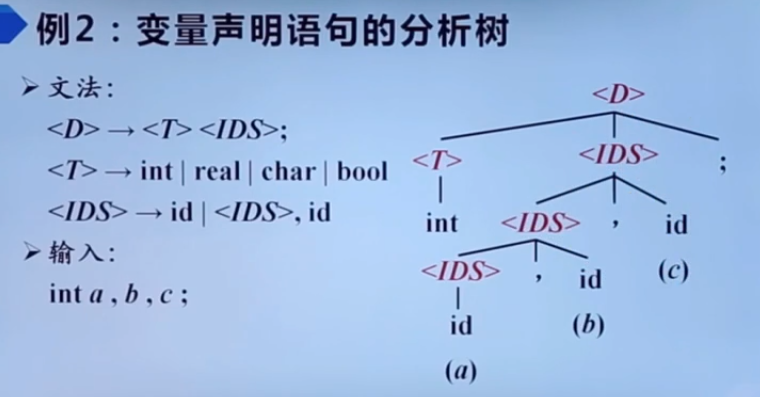 例2：变量声明语句的分析树
➢ 文法：
<D> → <T> <IDS>;
<T> → int | real | char | bool
<IDS> → id | <IDS>, id
➢ 输入：
int a , b , c ;
<D>
<T> <IDS> ;
int <IDS> , id
<IDS> , id (c)
id (b)
(a)